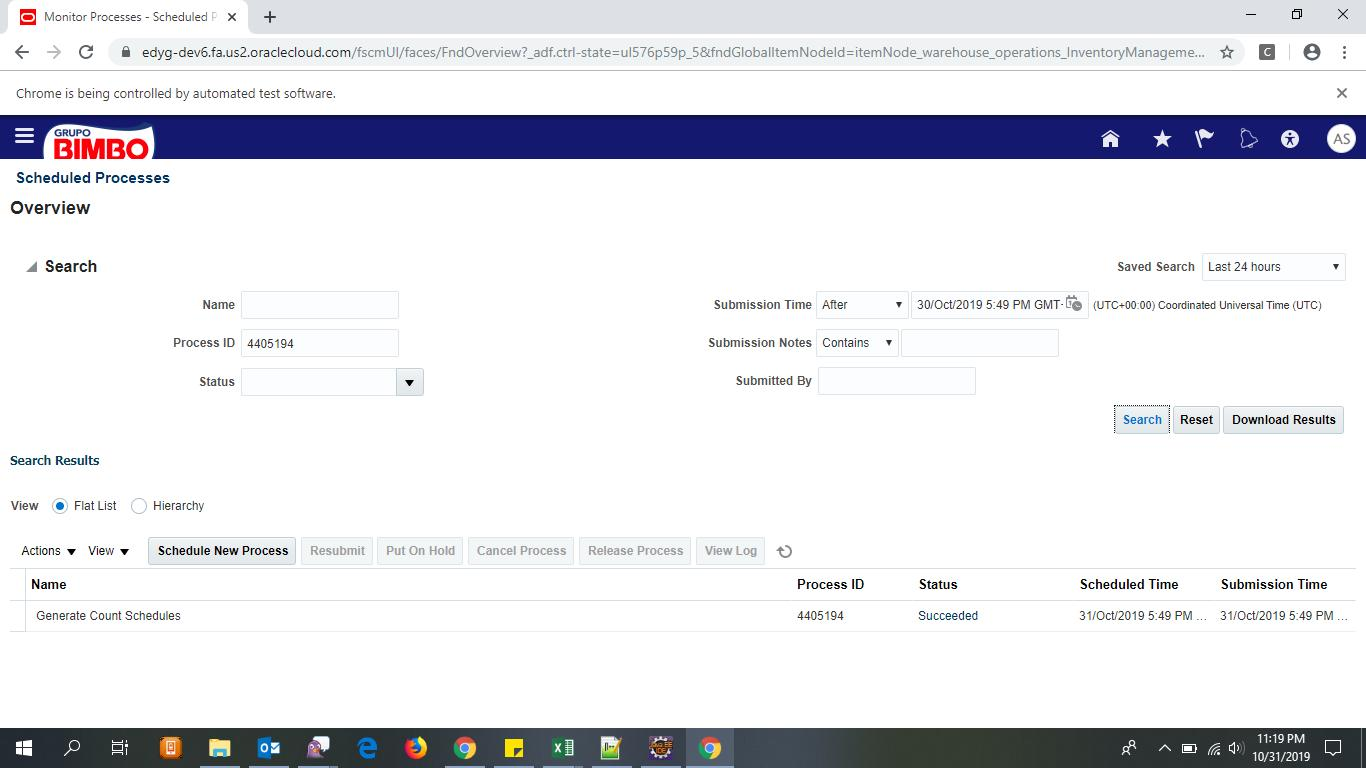 Monitor Processes - Scheduled P
edyg-dev6.fa.us2.oraclecloud.com/fscmUI/faces/FndOverview?_adf.ctrl-state=ul576p59p_5&fndGlobalItemNodeId=itemNode_warehouse_operations_InventoryManageme...
C
Chrome is being controlled by automated test software.
GRUPO
BIMBO
AS
Scheduled Processes
Overview
Search
Saved Search Last 24 hours
Name
Submission Time After 30/Oct/2019 5:49 PM GMT- (UTC+00:00) Coordinated Universal Time (UTC)
Process ID 4405194
Submission Notes Contains
Status
Submitted By
Search Reset Download Results
Search Results
View Flat List Hierarchy
Actions View Schedule New Process Resubmit Put On Hold Cancel Process Release Process View Log
Name Process ID Status Scheduled Time Submission Time
Generate Count Schedules 4405194 Succeeded 31/Oct/2019 5:49 PM ... 31/Oct/2019 5:49 PM ...
11:19 PM
10/31/2019